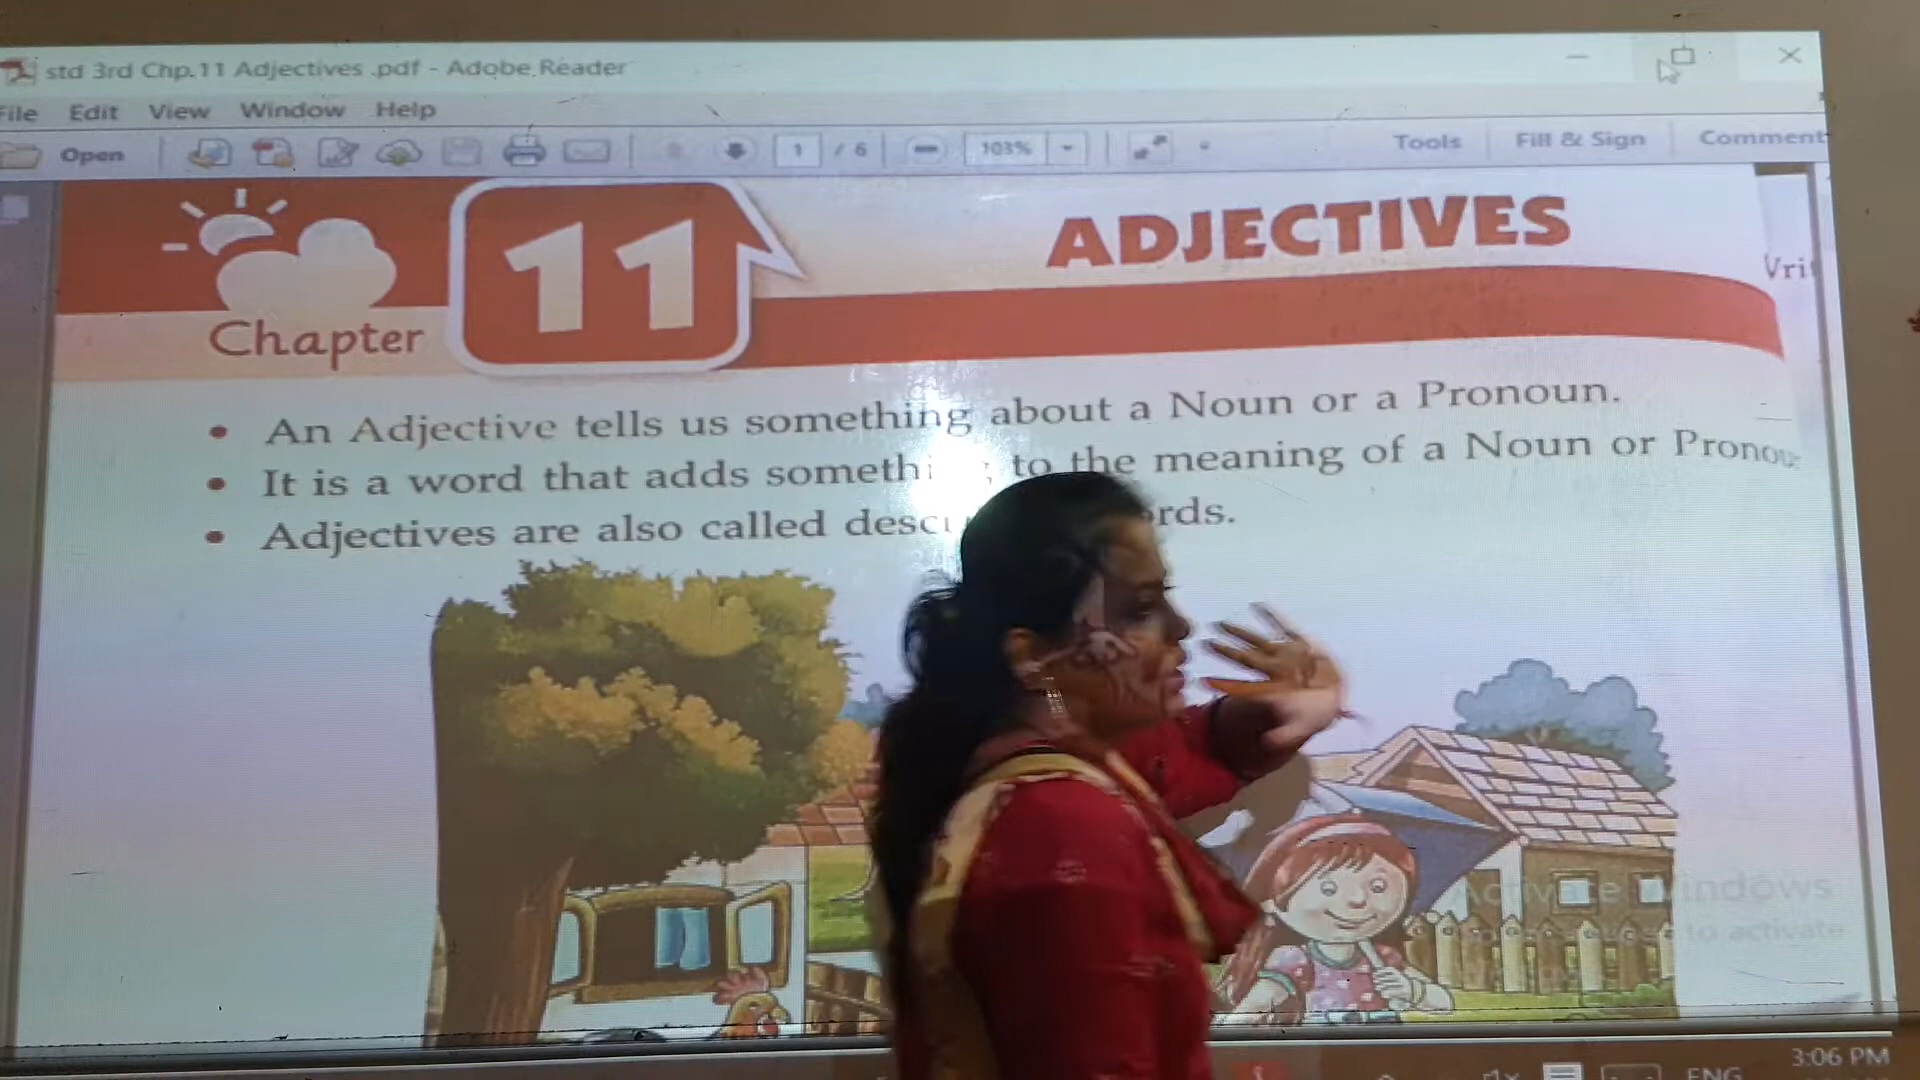 std 3rd Chp.11 Adjectives .pdf - Adobe Reader
File Edit View Window Help
Open 1 / 6 103% Tools Fill & Sign Comment
11 ADJECTIVES
Chapter
• An Adjective tells us something about a Noun or a Pronoun.
• It is a word that adds to the meaning of a Noun or
• Adjectives are also called
Activate Windows
to activate
3:06 PM
ENG